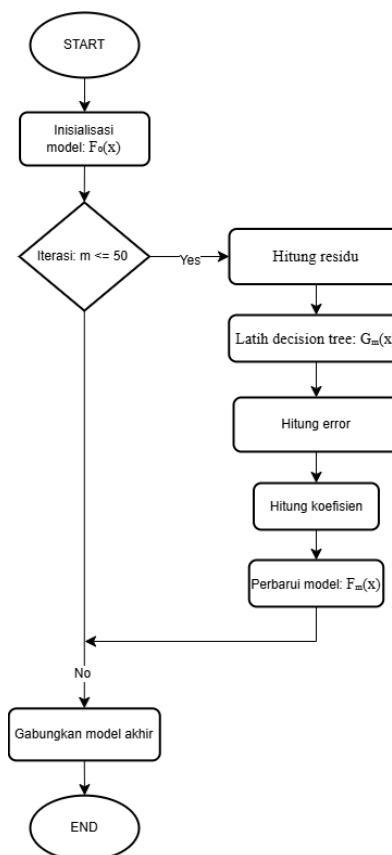 START
Inisialisasi
model: F₀(x)
Iterasi: m <= 50
Yes
Hitung residu
Latih decision tree: Gₘ(x
Hitung error
Hitung koefisien
Perbarui model: Fₘ(x)
No
Gabungkan model akhir
END